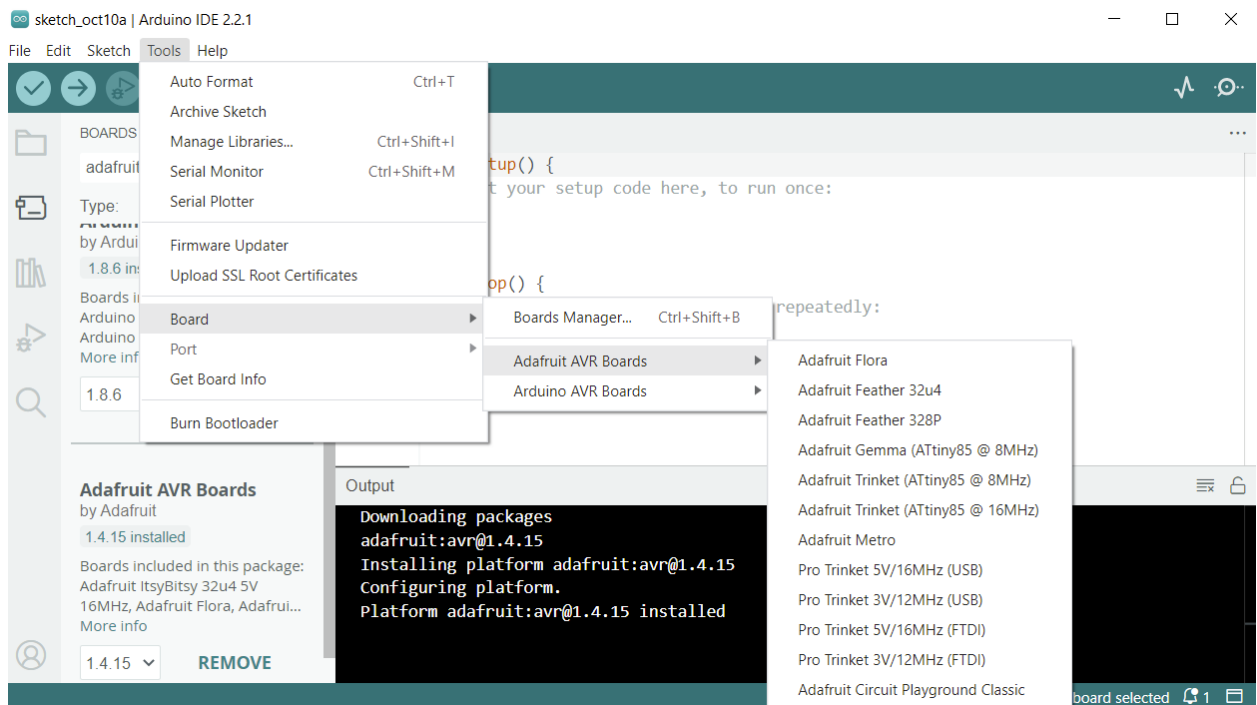 sketch_oct10a | Arduino IDE 2.2.1
File Edit Sketch Tools Help
Auto Format Ctrl+T
Archive Sketch
Manage Libraries... Ctrl+Shift+I
Serial Monitor Ctrl+Shift+M
Serial Plotter
Firmware Updater
Upload SSL Root Certificates
Board
Port
Get Board Info
Burn Bootloader
Boards Manager... Ctrl+Shift+B
Adafruit AVR Boards
Arduino AVR Boards
Adafruit Flora
Adafruit Feather 32u4
Adafruit Feather 328P
Adafruit Gemma (ATtiny85 @ 8MHz)
Adafruit Trinket (ATtiny85 @ 8MHz)
Adafruit Trinket (ATtiny85 @ 16MHz)
Adafruit Metro
Pro Trinket 5V/16MHz (USB)
Pro Trinket 3V/12MHz (USB)
Pro Trinket 5V/16MHz (FTDI)
Pro Trinket 3V/12MHz (FTDI)
Adafruit Circuit Playground Classic
BOARDS
adafruit
Type:
by Ardui
1.8.6 ins
Boards i
Arduino
Arduino
More inf
1.8.6
Adafruit AVR Boards
by Adafruit
1.4.15 installed
Boards included in this package:
Adafruit ItsyBitsy 32u4 5V
16MHz, Adafruit Flora, Adafrui...
More info
1.4.15 REMOVE
tup() {
t your setup code here, to run once:
op() {
repeatedly:
Output
Downloading packages
adafruit:avr@1.4.15
Installing platform adafruit:avr@1.4.15
Configuring platform.
Platform adafruit:avr@1.4.15 installed
board selected 1